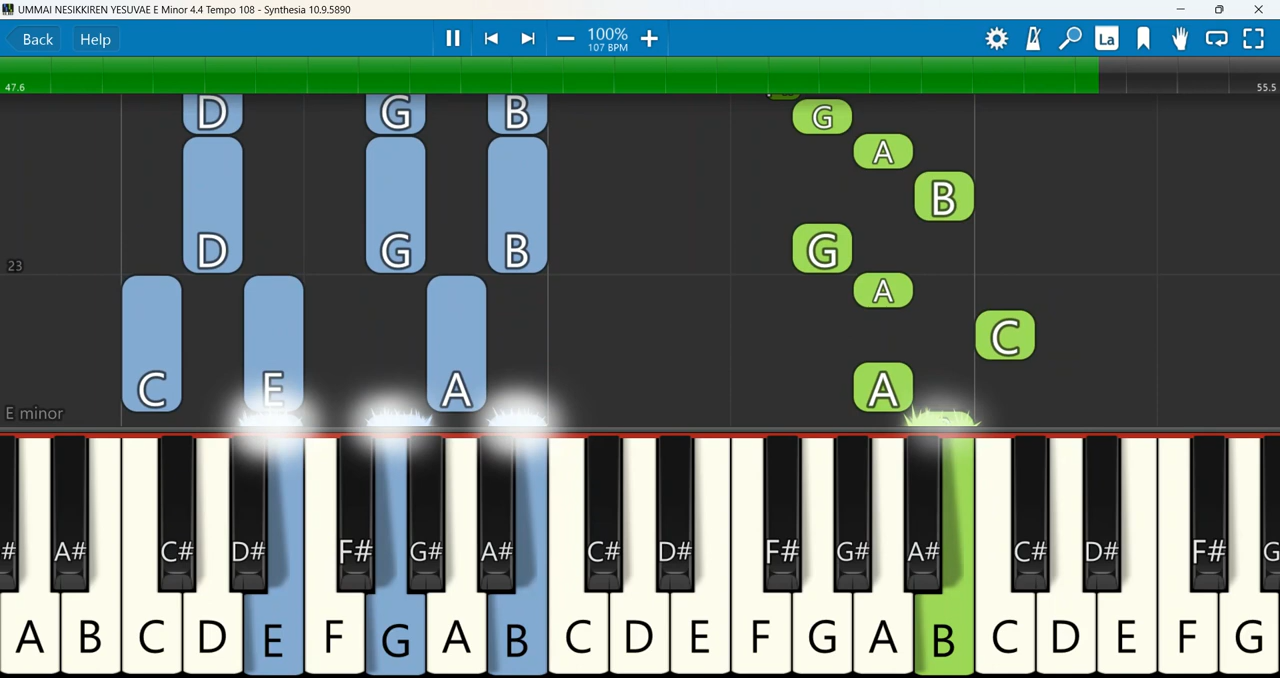 UMMAI NESIKKIREN YESUVAE E Minor 4.4 Tempo 108 - Synthesia 10.9.5890
Back Help 100% La
107 BPM
47.6 55.5
D G B G
A
B
D G B G
23
A
C
C E A A
E minor
# A# C# D# F# G# A# C# D# F# G# A# C# D# F# G
A B C D E F G A B C D E F G A B C D E F G